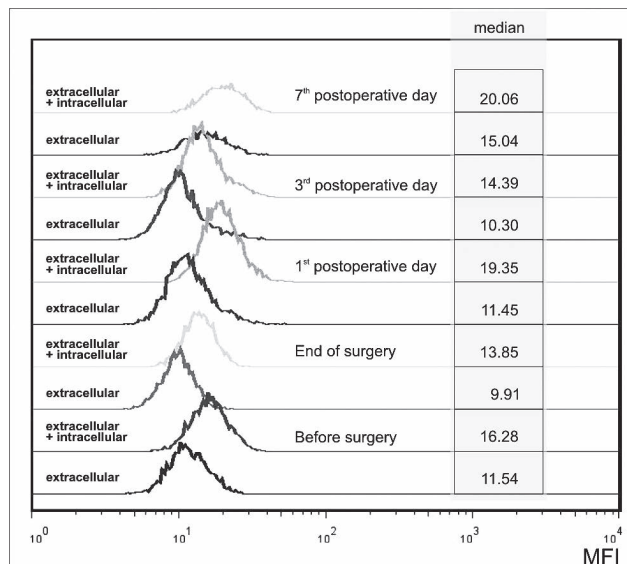 median
extracellular
+ intracellular 7th postoperative day 20.06
extracellular 15.04
extracellular
+ intracellular 3rd postoperative day 14.39
extracellular 10.30
extracellular
+ intracellular 1st postoperative day 19.35
extracellular 11.45
extracellular
+ intracellular End of surgery 13.85
extracellular 9.91
extracellular
+ intracellular Before surgery 16.28
extracellular 11.54
10^0 10^1 10^2 10^3 10^4
MFI